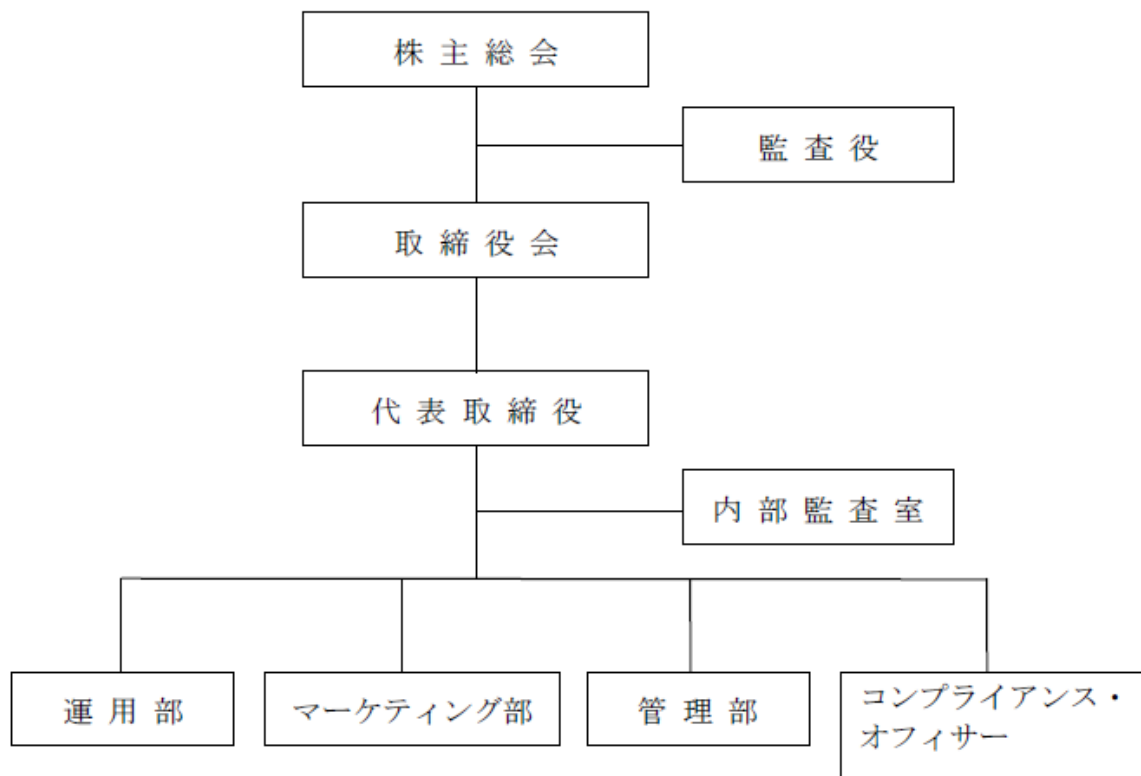 株主総会
監査役
取締役会
代表取締役
内部監査室
運用部
マーケティング部
管理部
コンプライアンス・
オフィサー